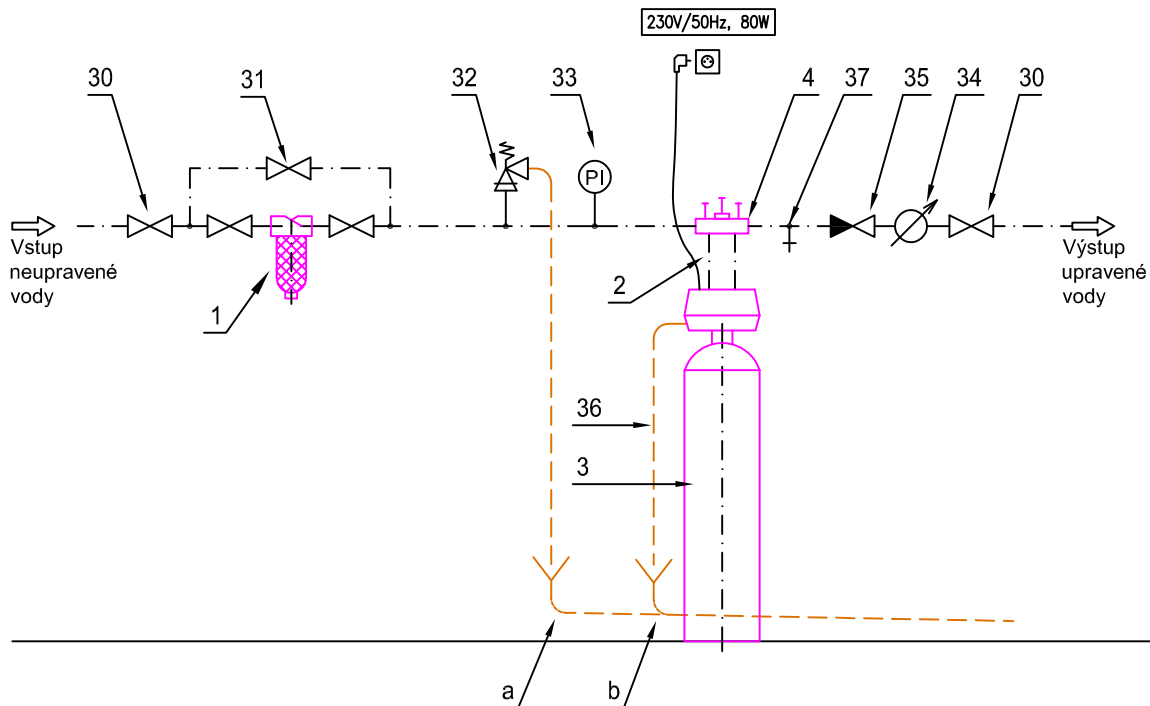 230V/50Hz, 80W
30
31
32
33
4
37
35
34
30
PI
Vstup
neupravené
vody
Výstup
upravené
vody
1
2
36
3
a
b